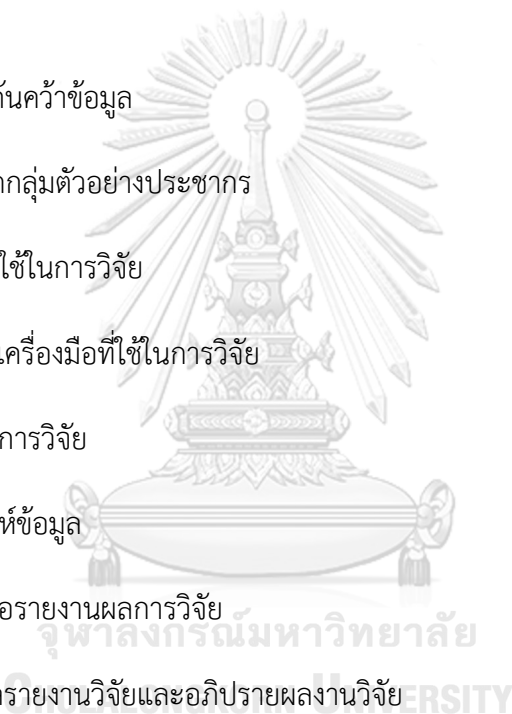 นคว้าข้อมูล
กลุ่มตัวอย่างประชากร
ใช้ในการวิจัย
เครื่องมือที่ใช้ในการวิจัย
การวิจัย
ห์ข้อมูล
อรายงานผลการวิจัย
จุฬาลงกรณ์มหาวิทยาลัย
รายงานวิจัยและอภิปรายผลงานวิจัย
CHULALONGKORN UNIVERSITY